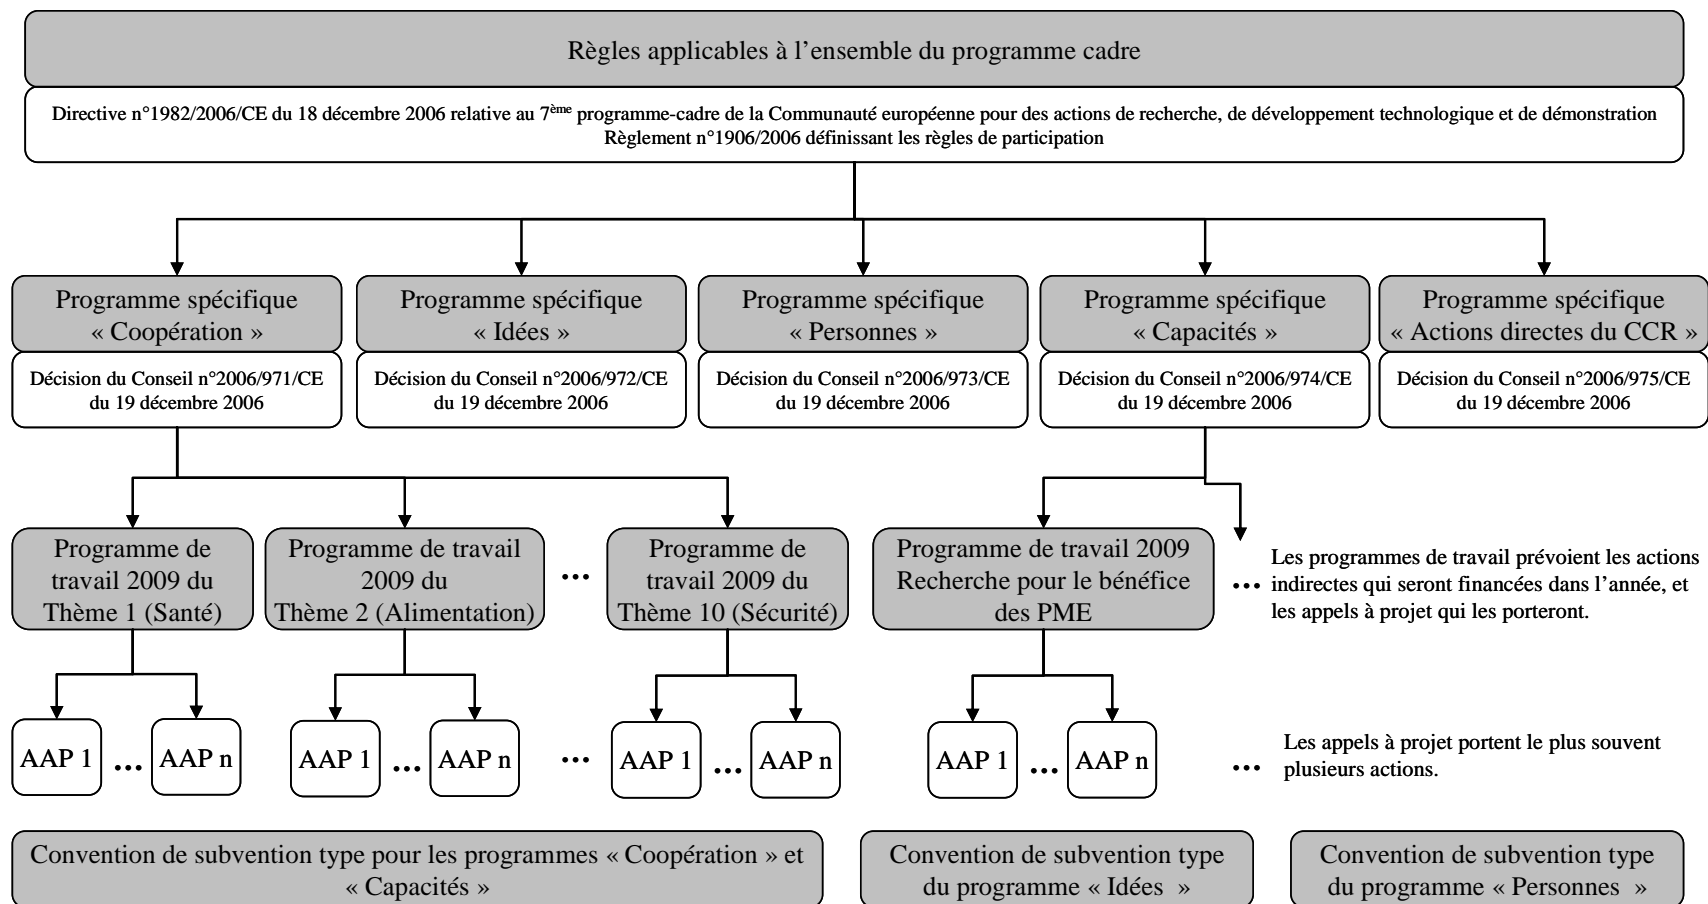 Règles applicables à l’ensemble du programme cadre
Directive n°1982/2006/CE du 18 décembre 2006 relative au 7ème programme-cadre de la Communauté européenne pour des actions de recherche, de développement technologique et de démonstration
Règlement n°1906/2006 définissant les règles de participation
Programme spécifique
« Coopération »
Décision du Conseil n°2006/971/CE
du 19 décembre 2006
Programme spécifique
« Idées »
Décision du Conseil n°2006/972/CE
du 19 décembre 2006
Programme spécifique
« Personnes »
Décision du Conseil n°2006/973/CE
du 19 décembre 2006
Programme spécifique
« Capacités »
Décision du Conseil n°2006/974/CE
du 19 décembre 2006
Programme spécifique
« Actions directes du CCR »
Décision du Conseil n°2006/975/CE
du 19 décembre 2006
Programme de
travail 2009 du
Thème 1 (Santé)
Programme de travail
2009 du
Thème 2 (Alimentation)
...
Programme de
travail 2009 du
Thème 10 (Sécurité)
Programme de travail 2009
Recherche pour le bénéfice
des PME
...
Les programmes de travail prévoient les actions
indirectes qui seront financées dans l’année, et
les appels à projet qui les porteront.
AAP 1 ... AAP n
AAP 1 ... AAP n
...
AAP 1 ... AAP n
AAP 1 ... AAP n
...
Les appels à projet portent le plus souvent
plusieurs actions.
Convention de subvention type pour les programmes « Coopération » et
« Capacités »
Convention de subvention type
du programme « Idées »
Convention de subvention type
du programme « Personnes »